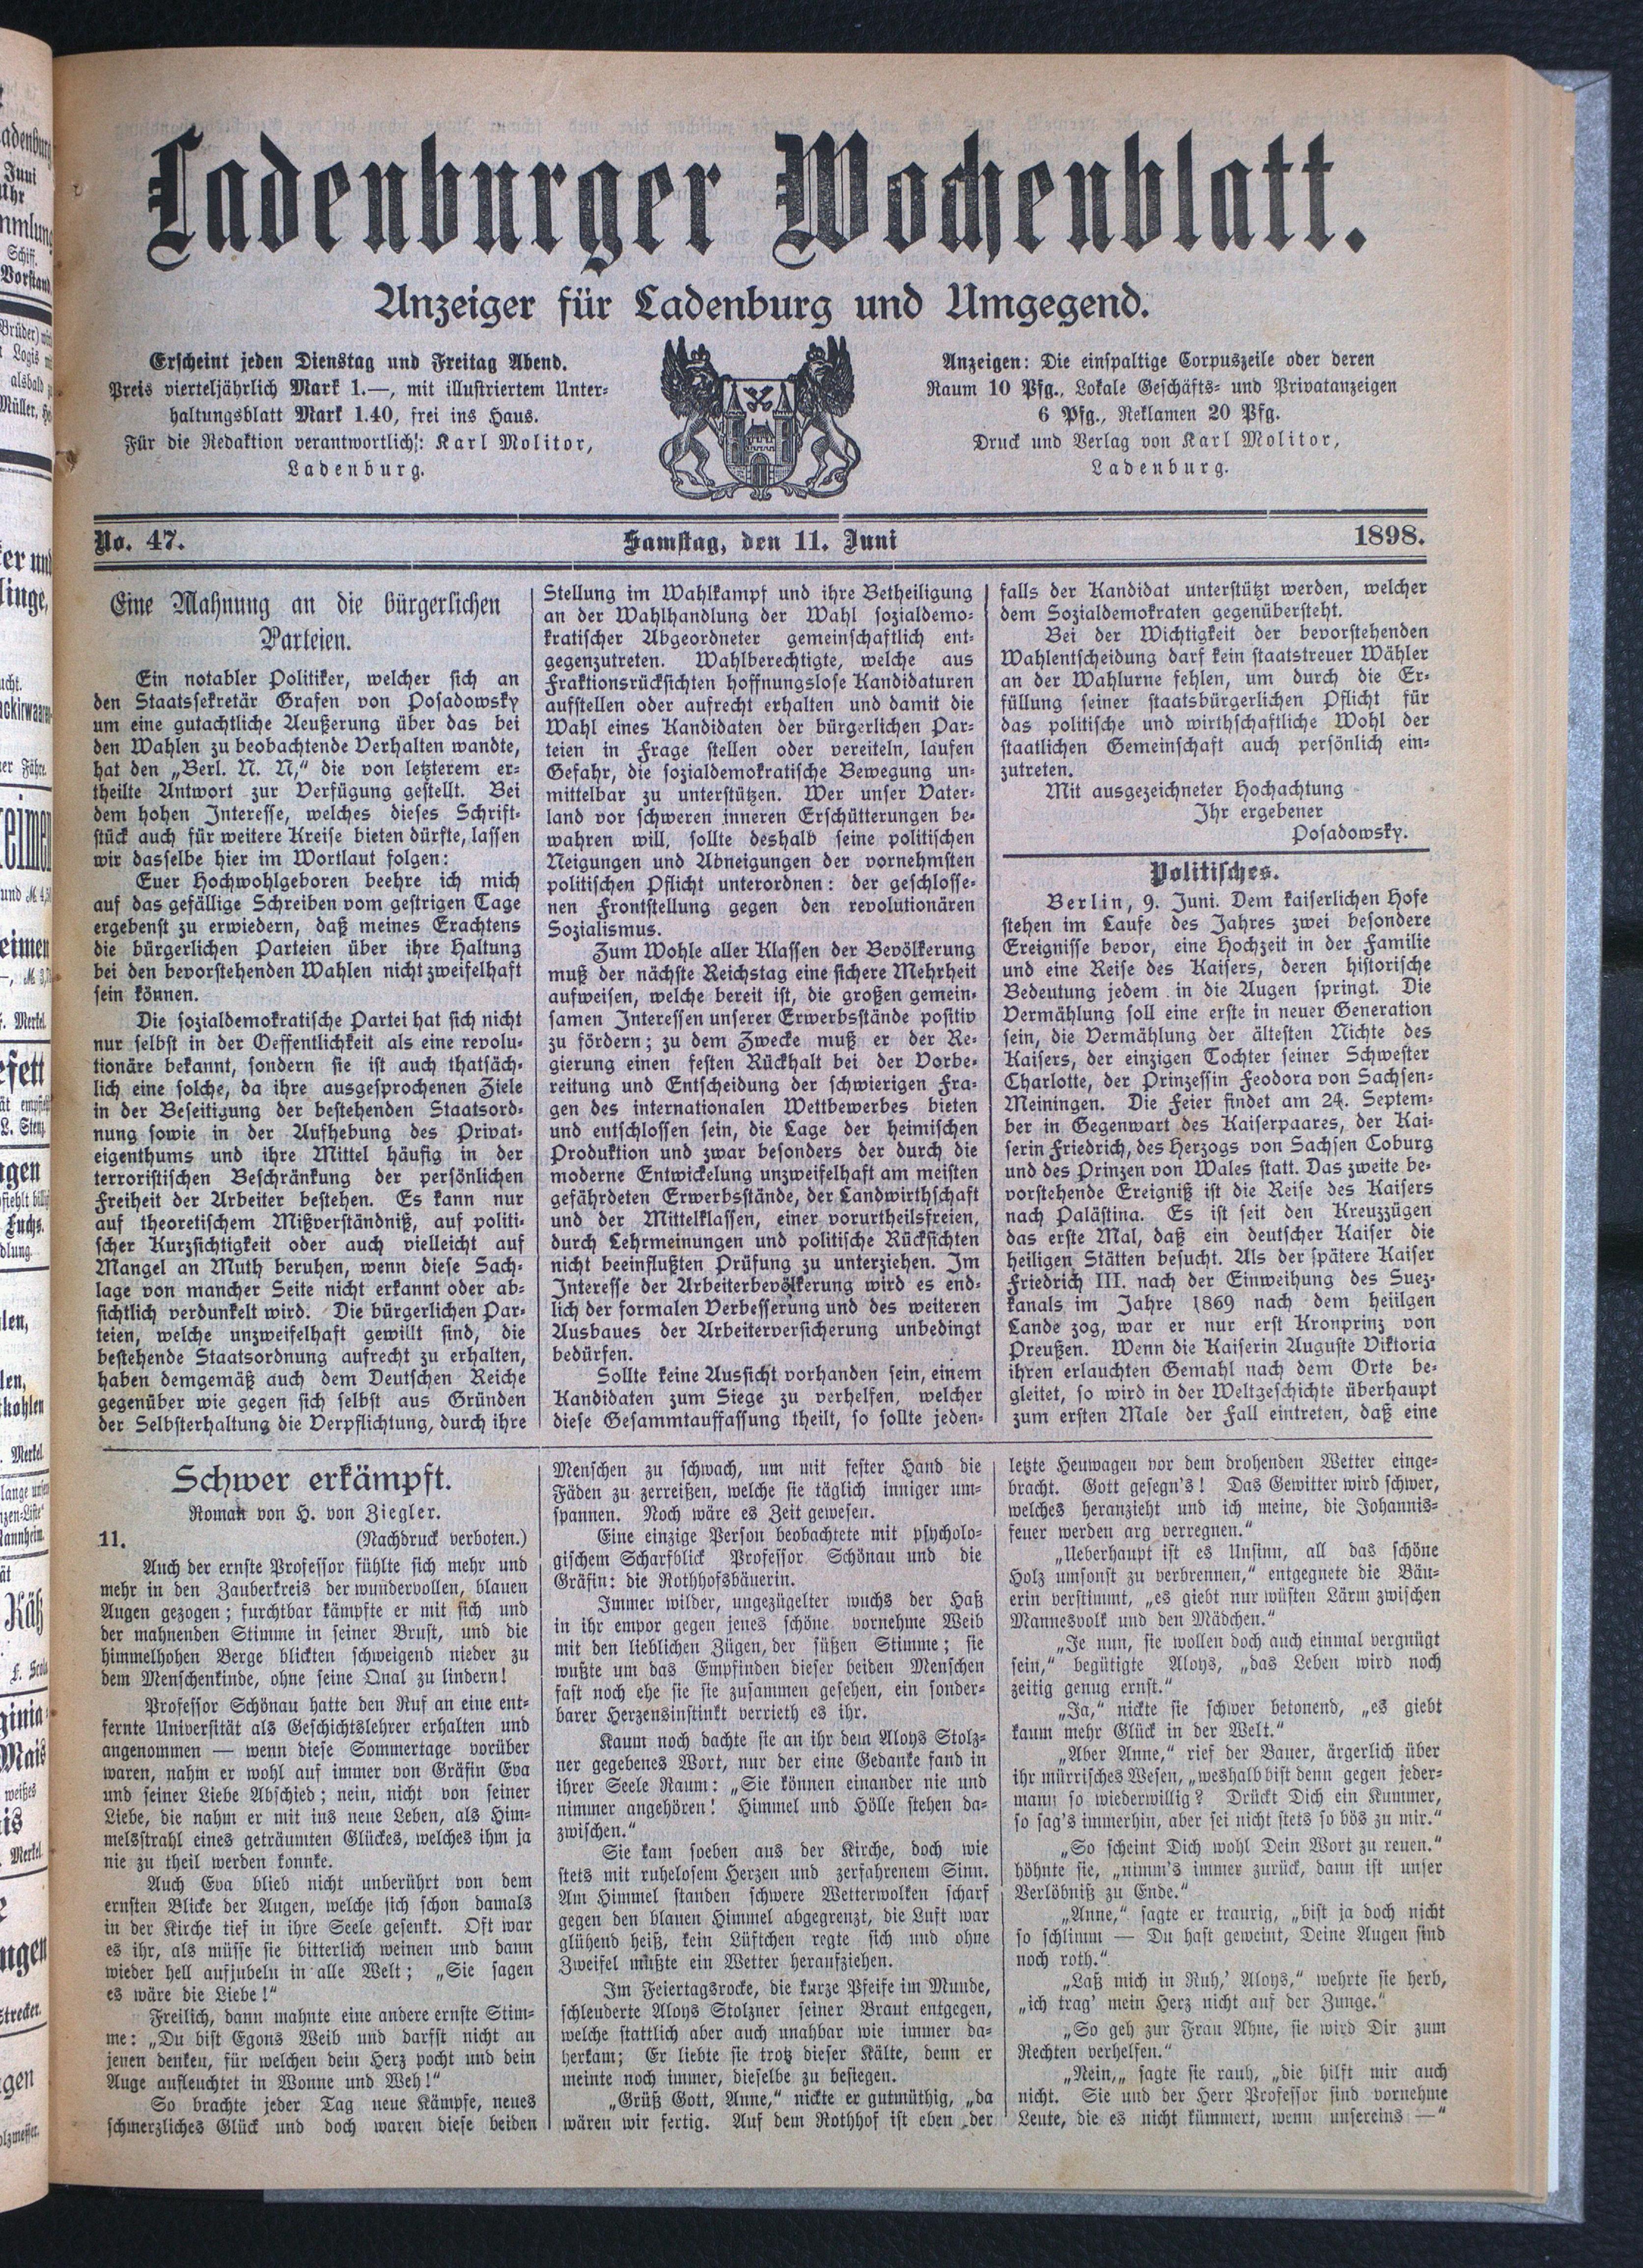 Ladenburger Wochenblatt.
Anzeiger für Ladenburg und Umgegend.
Erscheint jeden Dienstag und Freitag Abend.
Preis vierteljährlich Mark 1.—, mit illustriertem Unter-
haltungsblatt Mark 1.40, frei ins Haus.
Für die Redaktion verantwortlich: Karl Molitor,
Ladenburg.
Anzeigen: Die einspaltige Corpuszeile oder deren
Raum 10 Pfg., Lokale Geschäfts- und Privatanzeigen
6 Pfg., Reklamen 20 Pfg.
Druck und Verlag von Karl Molitor,
Ladenburg.
No. 47. Samstag, den 11. Juni 1898.
Eine Mahnung an die bürgerlichen
Parteien.
Ein notabler Politiker, welcher sich an
den Staatssekretär Grafen von Posadowsky
um eine gutachtliche Aeußerung über das bei
den Wahlen zu beobachtende Verhalten wandte,
hat den „Berl. N. N,“ die von letzterem er-
theilte Antwort zur Verfügung gestellt. Bei
dem hohen Interesse, welches dieses Schrift-
stück auch für weitere Kreise bieten dürfte, lassen
wir dasselbe hier im Wortlaut folgen:
Euer Hochwohlgeboren beehre ich mich
auf das gefällige Schreiben vom gestrigen Tage
ergebenst zu erwiedern, daß meines Erachtens
die bürgerlichen Parteien über ihre Haltung
bei den bevorstehenden Wahlen nicht zweifelhaft
sein können.
Die sozialdemokratische Partei hat sich nicht
nur selbst in der Oeffentlichkeit als eine revolu-
tionäre bekannt, sondern sie ist auch thatsäch-
lich eine solche, da ihre ausgesprochenen Ziele
in der Beseitigung der bestehenden Staatsord-
nung sowie in der Aufhebung des Privat-
eigenthums und ihre Mittel häufig in der
terroristischen Beschränkung der persönlichen
Freiheit der Arbeiter bestehen. Es kann nur
auf theoretischem Mißverständniß, auf politi-
scher Kurzsichtigkeit oder auch vielleicht auf
Mangel an Muth beruhen, wenn diese Sach-
lage von mancher Seite nicht erkannt oder ab-
sichtlich verdunkelt wird. Die bürgerlichen Par-
teien, welche unzweifelhaft gewillt sind, die
bestehende Staatsordnung aufrecht zu erhalten,
haben demgemäß auch dem Deutschen Reiche
gegenüber wie gegen sich selbst aus Gründen
der Selbsterhaltung die Verpflichtung, durch ihre
Stellung im Wahlkampf und ihre Betheiligung
an der Wahlhandlung der Wahl sozialdemo-
kratischer Abgeordneter gemeinschaftlich ent-
gegenzutreten. Wahlberechtigte, welche aus
Fraktionsrücksichten hoffnungslose Kandidaturen
aufstellen oder aufrecht erhalten und damit die
Wahl eines Kandidaten der bürgerlichen Par-
teien in Frage stellen oder vereiteln, laufen
Gefahr, die sozialdemokratische Bewegung un-
mittelbar zu unterstützen. Wer unser Vater-
land vor schweren inneren Erschütterungen be-
wahren will, sollte deshalb seine politischen
Neigungen und Abneigungen der vornehmsten
politischen Pflicht unterordnen: der geschlosse-
nen Frontstellung gegen den revolutionären
Sozialismus.
Zum Wohle aller Klassen der Bevölkerung
muß der nächste Reichstag eine sichere Mehrheit
aufweisen, welche bereit ist, die großen gemein-
samen Interessen unserer Erwerbsstände positiv
zu fördern; zu dem Zwecke muß er der Re-
gierung einen festen Rückhalt bei der Vorbe-
reitung und Entscheidung der schwierigen Fra-
gen des internationalen Wettbewerbes bieten
und entschlossen sein, die Lage der heimischen
Produktion und zwar besonders der durch die
moderne Entwickelung unzweifelhaft am meisten
gefährdeten Erwerbsstände, der Landwirthschaft
und der Mittelklassen, einer vorurtheilsfreien,
durch Lehrmeinungen und politische Rücksichten
nicht beeinflußten Prüfung zu unterziehen. Im
Interesse der Arbeiterbevölkerung wird es end-
lich der formalen Verbesserung und des weiteren
Ausbaues der Arbeiterversicherung unbedingt
bedürfen.
Sollte keine Aussicht vorhanden sein, einem
Kandidaten zum Siege zu verhelfen, welcher
diese Gesammtauffassung theilt, so sollte jeden-
falls der Kandidat unterstützt werden, welcher
dem Sozialdemokraten gegenübersteht.
Bei der Wichtigkeit der bevorstehenden
Wahlentscheidung darf kein staatstreuer Wähler
an der Wahlurne fehlen, um durch die Er-
füllung seiner staatsbürgerlichen Pflicht für
das politische und wirthschaftliche Wohl der
staatlichen Gemeinschaft auch persönlich ein-
zutreten.
Mit ausgezeichneter Hochachtung
Ihr ergebener
Posadowsky.
Politisches.
Berlin, 9. Juni. Dem kaiserlichen Hofe
stehen im Laufe des Jahres zwei besondere
Ereignisse bevor, eine Hochzeit in der Familie
und eine Reise des Kaisers, deren historische
Bedeutung jedem in die Augen springt. Die
Vermählung soll eine erste in neuer Generation
sein, die Vermählung der ältesten Nichte des
Kaisers, der einzigen Tochter seiner Schwester
Charlotte, der Prinzessin Feodora von Sachsen-
Meiningen. Die Feier findet am 24. Septem-
ber in Gegenwart des Kaiserpaares, der Kai-
serin Friedrich, des Herzogs von Sachsen Coburg
und des Prinzen von Wales statt. Das zweite be-
vorstehende Ereigniß ist die Reise des Kaisers
nach Palästina. Es ist seit den Kreuzzügen
das erste Mal, daß ein deutscher Kaiser die
heiligen Stätten besucht. Als der spätere Kaiser
Friedrich III. nach der Einweihung des Suez-
kanals im Jahre 1869 nach dem heiilgen
Lande zog, war er nur erst Kronprinz von
Preußen. Wenn die Kaiserin Auguste Viktoria
ihren erlauchten Gemahl nach dem Orte be-
gleitet, so wird in der Weltgeschichte überhaupt
zum ersten Male der Fall eintreten, daß eine
Schwer erkämpft.
Roman von H. von Ziegler.
11. (Nachdruck verboten.)
Auch der ernste Professor fühlte sich mehr und
mehr in den Zauberkreis der wundervollen, blauen
Augen gezogen; furchtbar kämpfte er mit sich und
der mahnenden Stimme in seiner Brust, und die
himmelhohen Berge blickten schweigend nieder zu
dem Menschenkinde, ohne seine Qnal zu lindern!
Professor Schönau hatte den Ruf an eine ent-
fernte Universität als Geschichtslehrer erhalten und
angenommen — wenn diese Sommertage vorüber
waren, nahm er wohl auf immer von Gräfin Eva
und seiner Liebe Abschied; nein, nicht von seiner
Liebe, die nahm er mit ins neue Leben, als Him-
melsstrahl eines geträumten Glückes, welches ihm ja
nie zu theil werden konnte.
Auch Eva blieb nicht unberührt von dem
ernsten Blicke der Augen, welche sich schon damals
in der Kirche tief in ihre Seele gesenkt. Oft war
es ihr, als müsse sie bitterlich weinen und dann
wieder hell aufjubeln in alle Welt; „Sie sagen
es wäre die Liebe!“
Freilich, dann mahnte eine andere ernste Stim-
me: „Du bist Egons Weib und darfst nicht an
jenen denken, für welchen dein Herz pocht und dein
Auge aufleuchtet in Wonne und Weh!“
So brachte jeder Tag neue Kämpfe, neues
schmerzliches Glück und doch waren diese beiden
Menschen zu schwach, um mit fester Hand die
Fäden zu zerreißen, welche sie täglich inniger um-
spannen. Noch wäre es Zeit gewesen.
Eine einzige Person beobachtete mit psycholo-
gischem Scharfblick Professor Schönau und die
Gräfin: die Rothhofsbäuerin.
Immer wilder, ungezügelter wuchs der Haß
in ihr empor gegen jenes schöne vornehme Weib
mit den lieblichen Zügen, der süßen Stimme; sie
wußte um das Empfinden dieser beiden Menschen
fast noch ehe sie sie zusammen gesehen, ein sonder-
barer Herzensinstinkt verrieth es ihr.
Kaum noch dachte sie an ihr dem Aloys Stolz-
ner gegebenes Wort, nur der eine Gedanke fand in
ihrer Seele Raum: „Sie können einander nie und
nimmer angehören! Himmel und Hölle stehen da-
zwischen.“
Sie kam soeben aus der Kirche, doch wie
stets mit ruhelosem Herzen und zerfahrenem Sinn.
Am Himmel standen schwere Wetterwolken scharf
gegen den blauen Himmel abgegrenzt, die Luft war
glühend heiß, kein Lüftchen regte sich und ohne
Zweifel mußte ein Wetter heraufziehen.
Im Feiertagsrocke, die kurze Pfeife im Munde,
schleuderte Aloys Stolzner seiner Braut entgegen,
welche stattlich aber auch unahbar wie immer da-
herkam; Er liebte sie trotz dieser Kälte, denn er
meinte noch immer, dieselbe zu besiegen.
„Grüß Gott, Anne,“ nickte er gutmüthig, „da
wären wir fertig. Auf dem Rothhof ist eben der
letzte Heuwagen vor dem drohenden Wetter einge-
bracht. Gott gesegn's! Das Gewitter wird schwer,
welches heranzieht und ich meine, die Johannis-
feuer werden arg verregnen.“
„Ueberhaupt ist es Unsinn, all das schöne
Holz umsonst zu verbrennen,“ entgegnete die Bäu-
erin verstimmt, „es giebt nur wüsten Lärm zwischen
Mannesvolk und den Mädchen.“
„Je nun, sie wollen doch auch einmal vergnügt
sein,“ begütigte Aloys, „das Leben wird noch
zeitig genug ernst.“
„Ja,“ nickte sie schwer betonend, „es giebt
kaum mehr Glück in der Welt.“
„Aber Anne,“ rief der Bauer, ärgerlich über
ihr mürrisches Wesen, „weshalb bist denn gegen jeder-
mann so wiederwillig? Drückt Dich ein Kummer,
so sag's immerhin, aber sei nicht stets so bös zu mir.“
„So scheint Dich wohl Dein Wort zu reuen.“
höhnte sie, „nimm's immer zurück, dann ist unser
Verlöbniß zu Ende.“
„Anne,“ sagte er traurig, „bist ja doch nicht
so schlimm — Du hast geweint, Deine Augen sind
noch roth.“
„Laß mich in Ruh,' Aloys,“ wehrte sie herb,
„ich trag' mein Herz nicht auf der Zunge.“
„So geh zur Frau Ahne, sie wird Dir zum
Rechten verhelfen.“
„Nein,„ sagte sie rauh, „die hilft mir auch
nicht. Sie und der Herr Professor sind vornehme
Leute, die es nicht kümmert, wenn unsereins —“